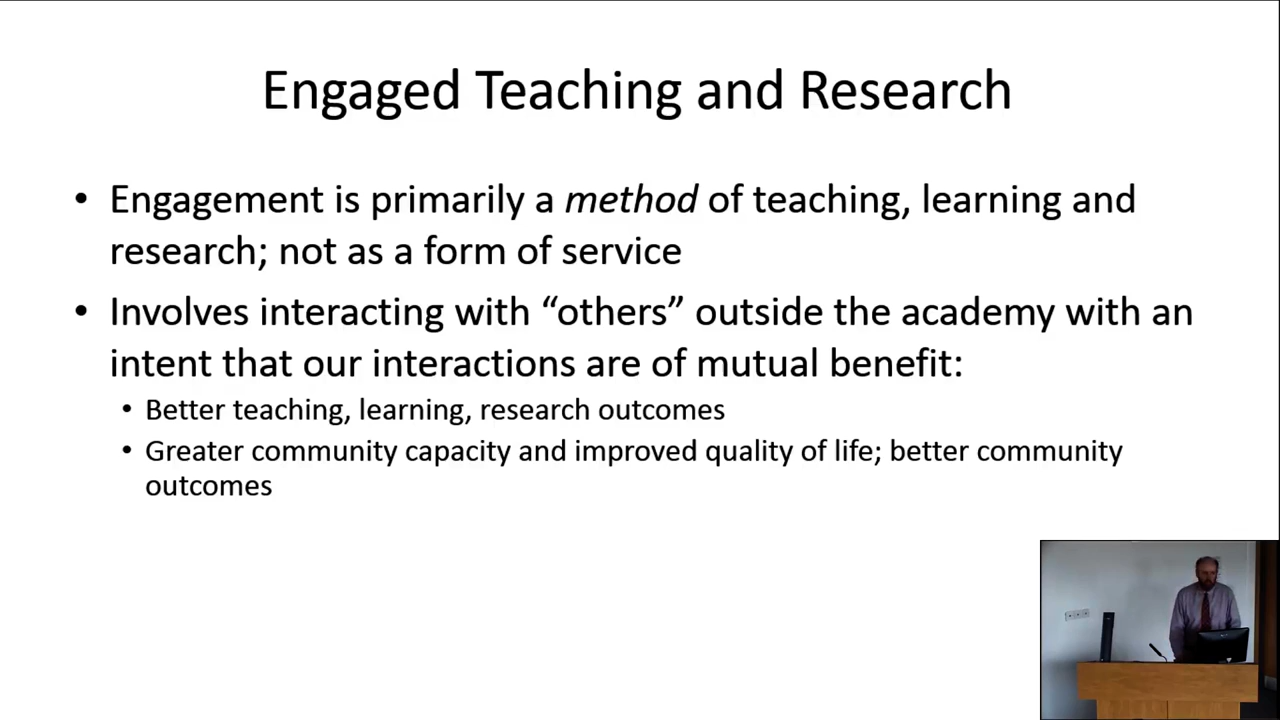 Engaged Teaching and Research
• Engagement is primarily a method of teaching, learning and
research; not as a form of service
• Involves interacting with “others” outside the academy with an
intent that our interactions are of mutual benefit:
• Better teaching, learning, research outcomes
• Greater community capacity and improved quality of life; better community
outcomes